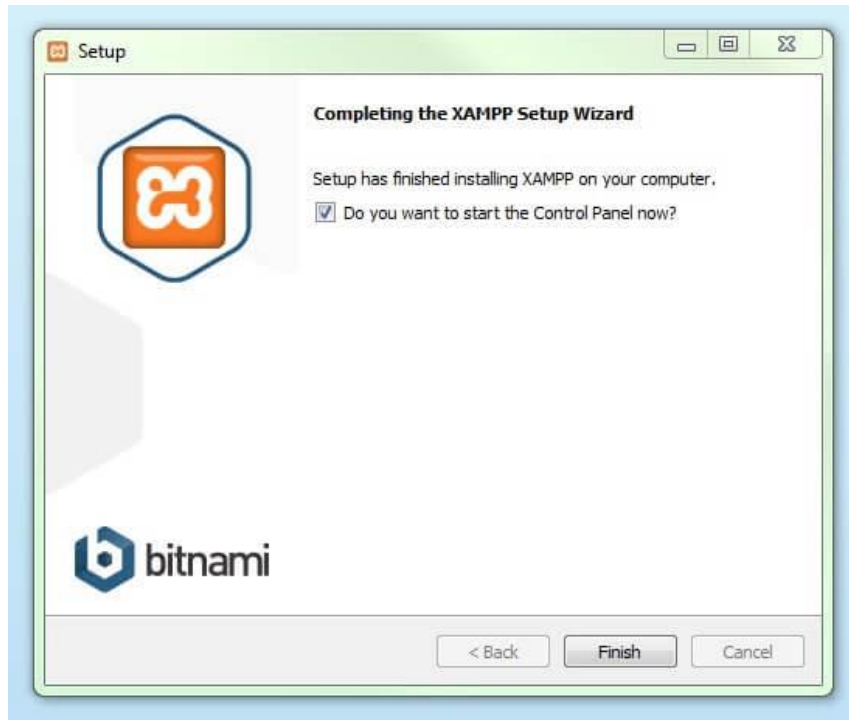 Setup
Completing the XAMPP Setup Wizard
Setup has finished installing XAMPP on your computer.
Do you want to start the Control Panel now?
bitnami
< Back
Finish
Cancel